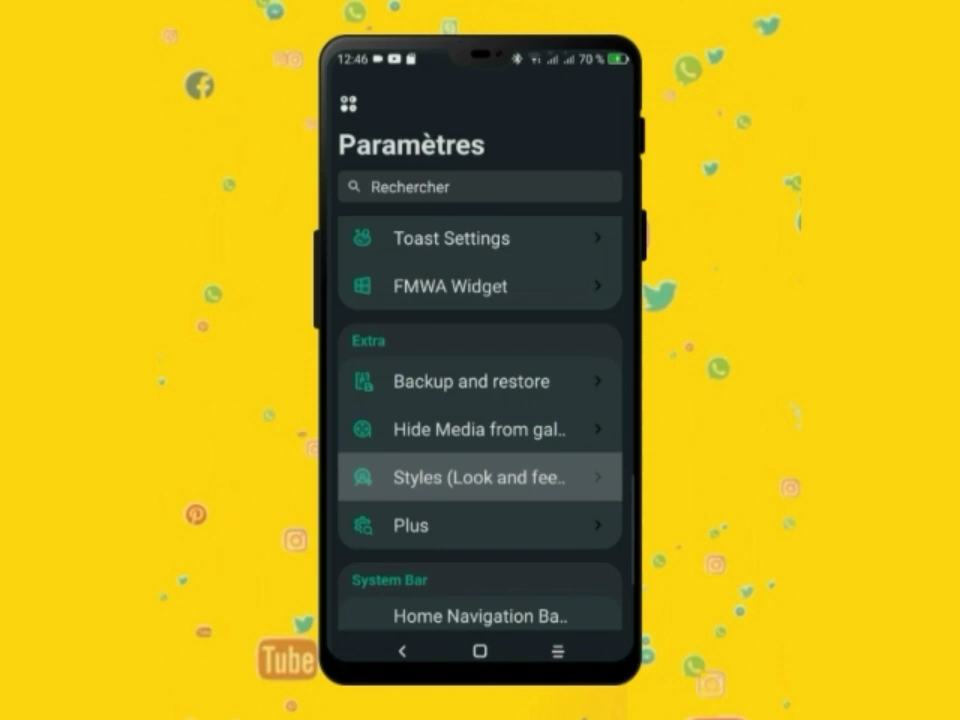 12:46
70 %
Paramètres
Rechercher
Toast Settings
FMWA Widget
Extra
Backup and restore
Hide Media from gal..
Styles (Look and fee..
Plus
System Bar
Home Navigation Ba..
Tube